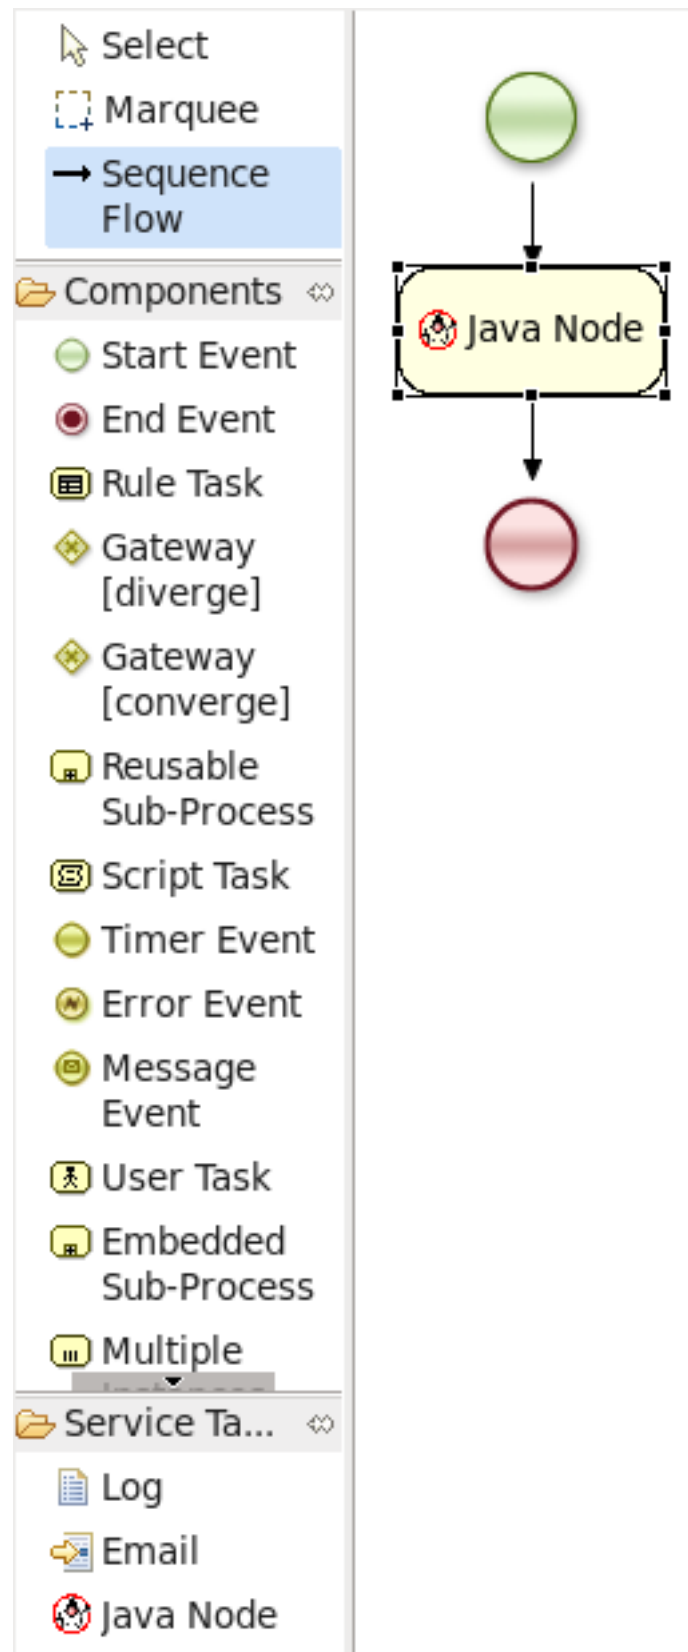 Select
Marquee
Sequence
Flow
Components
Start Event
End Event
Rule Task
Gateway
[diverge]
Gateway
[converge]
Reusable
Sub-Process
Script Task
Timer Event
Error Event
Message
Event
User Task
Embedded
Sub-Process
Multiple
Service Ta...
Log
Email
Java Node
Java Node